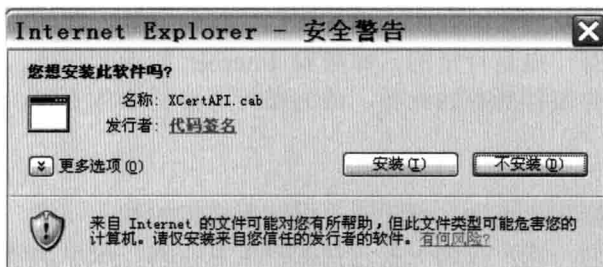 Internet Explorer - 安全警告
您想安装此软件吗?
名称: XCertAPI.cab
发行者: 代码签名
更多选项(O)
安装(I)
不安装(D)
来自 Internet 的文件可能对您有所帮助，但此文件类型可能危害您的
计算机。请仅安装来自您信任的发行者的软件。有何风险?